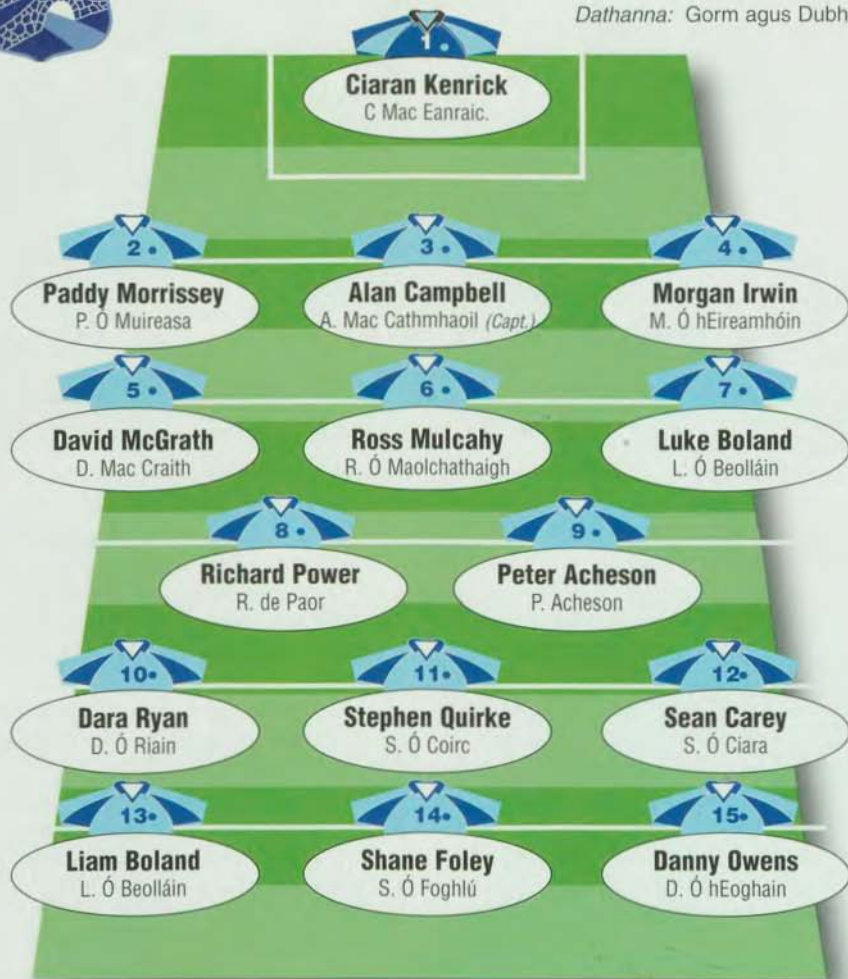 Dathanna: Gorm agus Dubh
1
Ciaran Kenrick
C Mac Eanraic.
2
Paddy Morrissey
P. Ó Muireasa
3
Alan Campbell
A. Mac Cathmhaoil (Capt.)
4
Morgan Irwin
M. Ó hEireamhóin
5
David McGrath
D. Mac Craith
6
Ross Mulcahy
R. Ó Maolchathaigh
7
Luke Boland
L. Ó Beolláin
8
Richard Power
R. de Paor
9
Peter Acheson
P. Acheson
10
Dara Ryan
D. Ó Riain
11
Stephen Quirke
S. Ó Coirc
12
Sean Carey
S. Ó Ciara
13
Liam Boland
L. Ó Beolláin
14
Shane Foley
S. Ó Foghlú
15
Danny Owens
D. Ó hEoghain